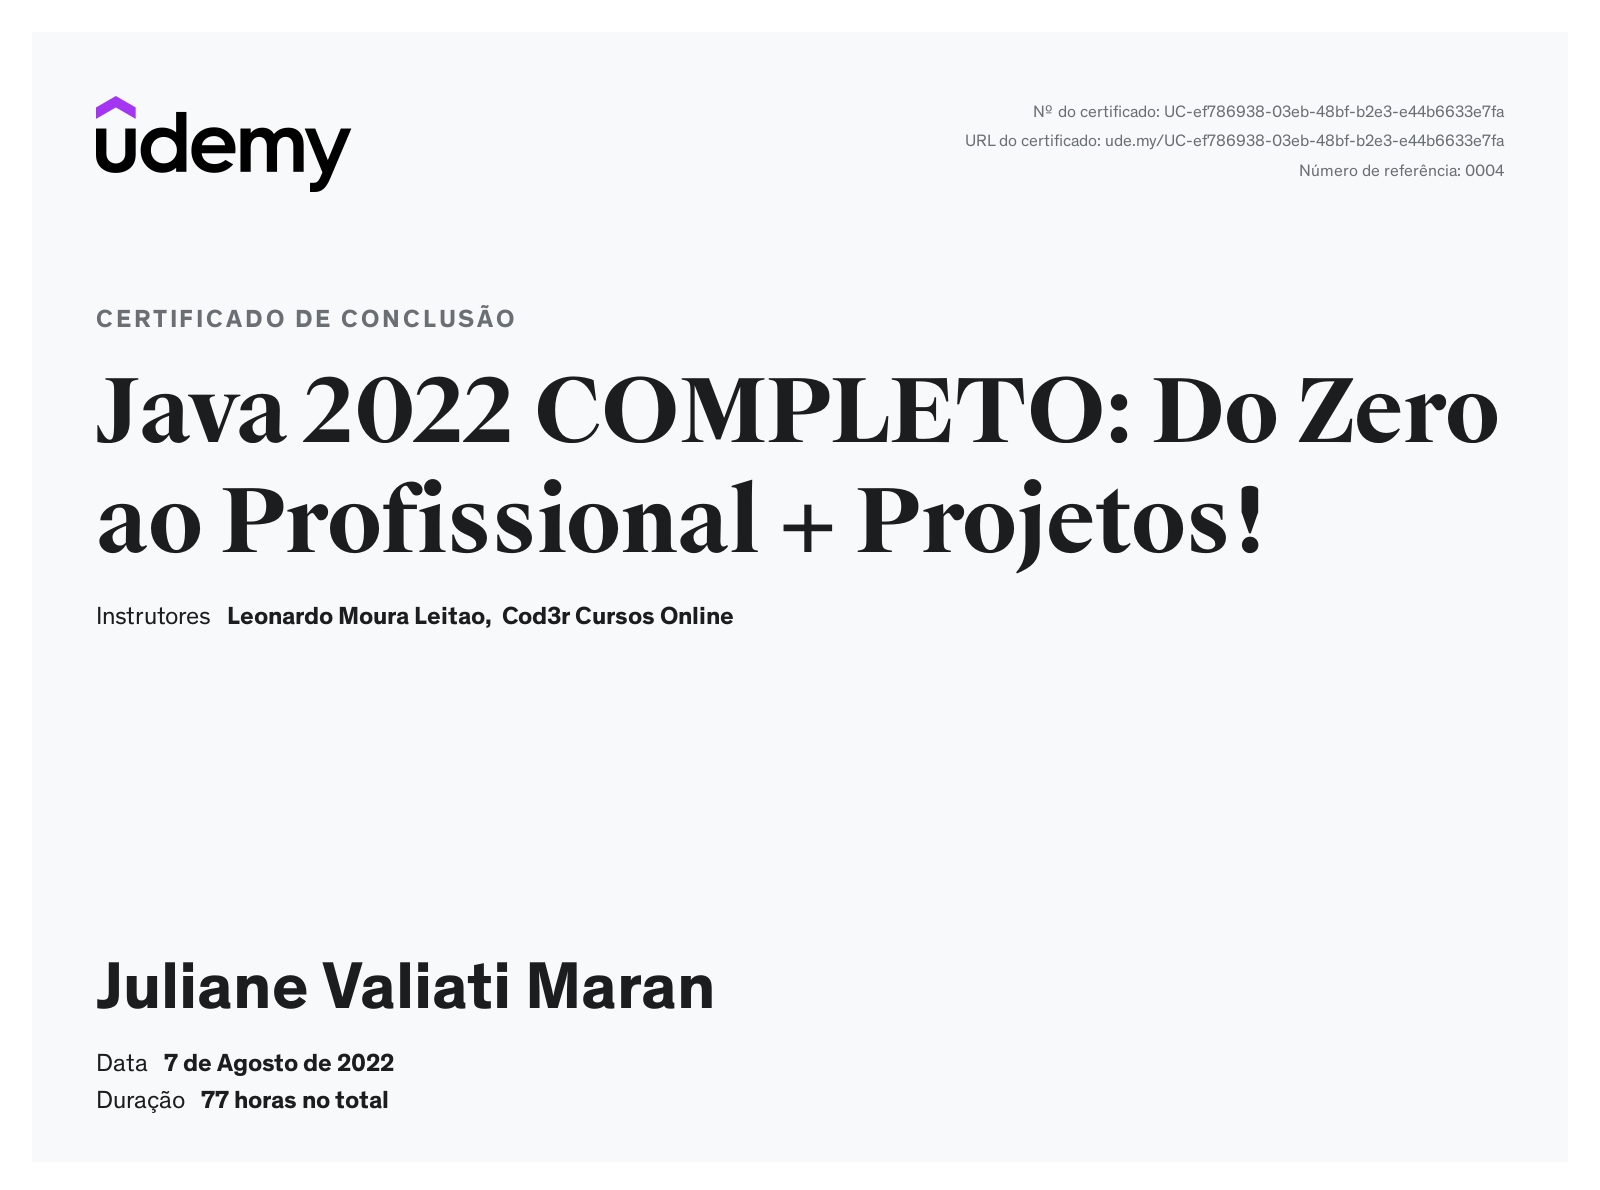 udemy
Nº do certificado: UC-ef786938-03eb-48bf-b2e3-e44b6633e7fa
URL do certificado: ude.my/UC-ef786938-03eb-48bf-b2e3-e44b6633e7fa
Número de referência: 0004
CERTIFICADO DE CONCLUSÃO
Java 2022 COMPLETO: Do Zero
ao Profissional + Projetos!
Instrutores Leonardo Moura Leitao, Cod3r Cursos Online
Juliane Valiati Maran
Data 7 de Agosto de 2022
Duração 77 horas no total